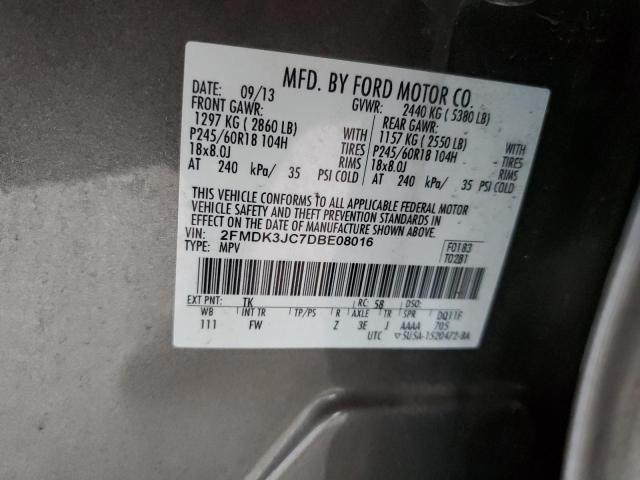 MFD. BY FORD MOTOR CO.
DATE: 09/13 GVWR: 2440 KG ( 5380 LB)
FRONT GAWR: REAR GAWR:
1297 KG ( 2860 LB) WITH 1157 KG ( 2550 LB) WITH
P245/60R18 104H TIRES P245/60R18 104H TIRES
18x8.0J RIMS 18x8.0J RIMS
AT 240 kPa/ 35 PSI COLD AT 240 kPa/ 35 PSI COLD
THIS VEHICLE CONFORMS TO ALL APPLICABLE FEDERAL MOTOR
VEHICLE SAFETY AND THEFT PREVENTION STANDARDS IN
EFFECT ON THE DATE OF MANUFACTURE SHOWN ABOVE.
VIN: 2FMDK3JC7DBE08016 F0183
TYPE: MPV T0281
EXT PNT: TK RC: 58 DSO:
WB INT TR TP/PS R AXLE TR SPR DQ11F
111 FW Z 3E J AAAA 705
UTC ▽5U5A-1520472-BA